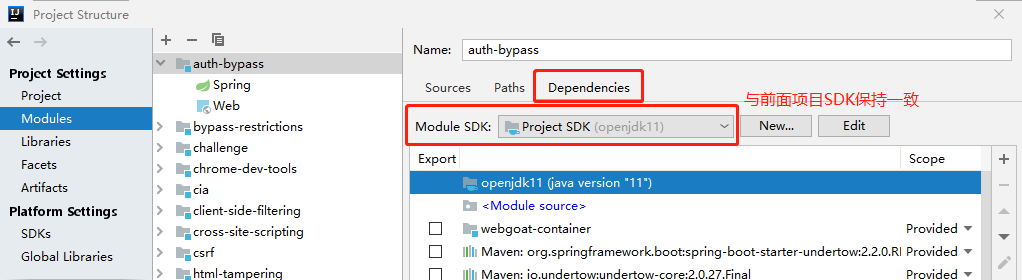 Project Structure
Project Settings
Project
Modules
Libraries
Facets
Artifacts
Platform Settings
SDKs
Global Libraries
auth-bypass
Spring
Web
bypass-restrictions
challenge
chrome-dev-tools
cia
client-side-filtering
cross-site-scripting
csrf
html-tampering
Name: auth-bypass
Sources Paths Dependencies
与前面项目SDK保持一致
Module SDK: Project SDK (openjdk11) New... Edit
Export Scope
openjdk11 (java version "11")
<Module source>
webgoat-container Provided
Maven: org.springframework.boot:spring-boot-starter-undertow:2.2.0.RI Provided
Maven: io.undertow:undertow-core:2.0.27.Final Provided